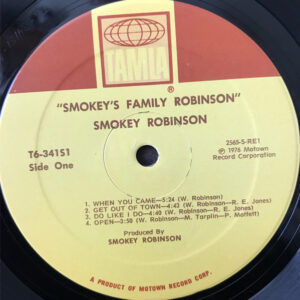 TAMLA
®
"SMOKEY'S FAMILY ROBINSON"
SMOKEY ROBINSON
T6-341S1
Side One
2565-S-RE1
℗ 1976 Motown
Record Corporation
1. WHEN YOU CAME—5:24 (W. Robinson)
2. GET OUT OF TOWN—4:43 (W. Robinson—R. E. Jones)
3. DO LIKE I DO—4:40 (W. Robinson—R. E. Jones)
4. OPEN—3:50 (W. Robinson—M. Tarplin—P. Moffett)
Produced by
SMOKEY ROBINSON
A PRODUCT OF MOTOWN RECORD CORP.